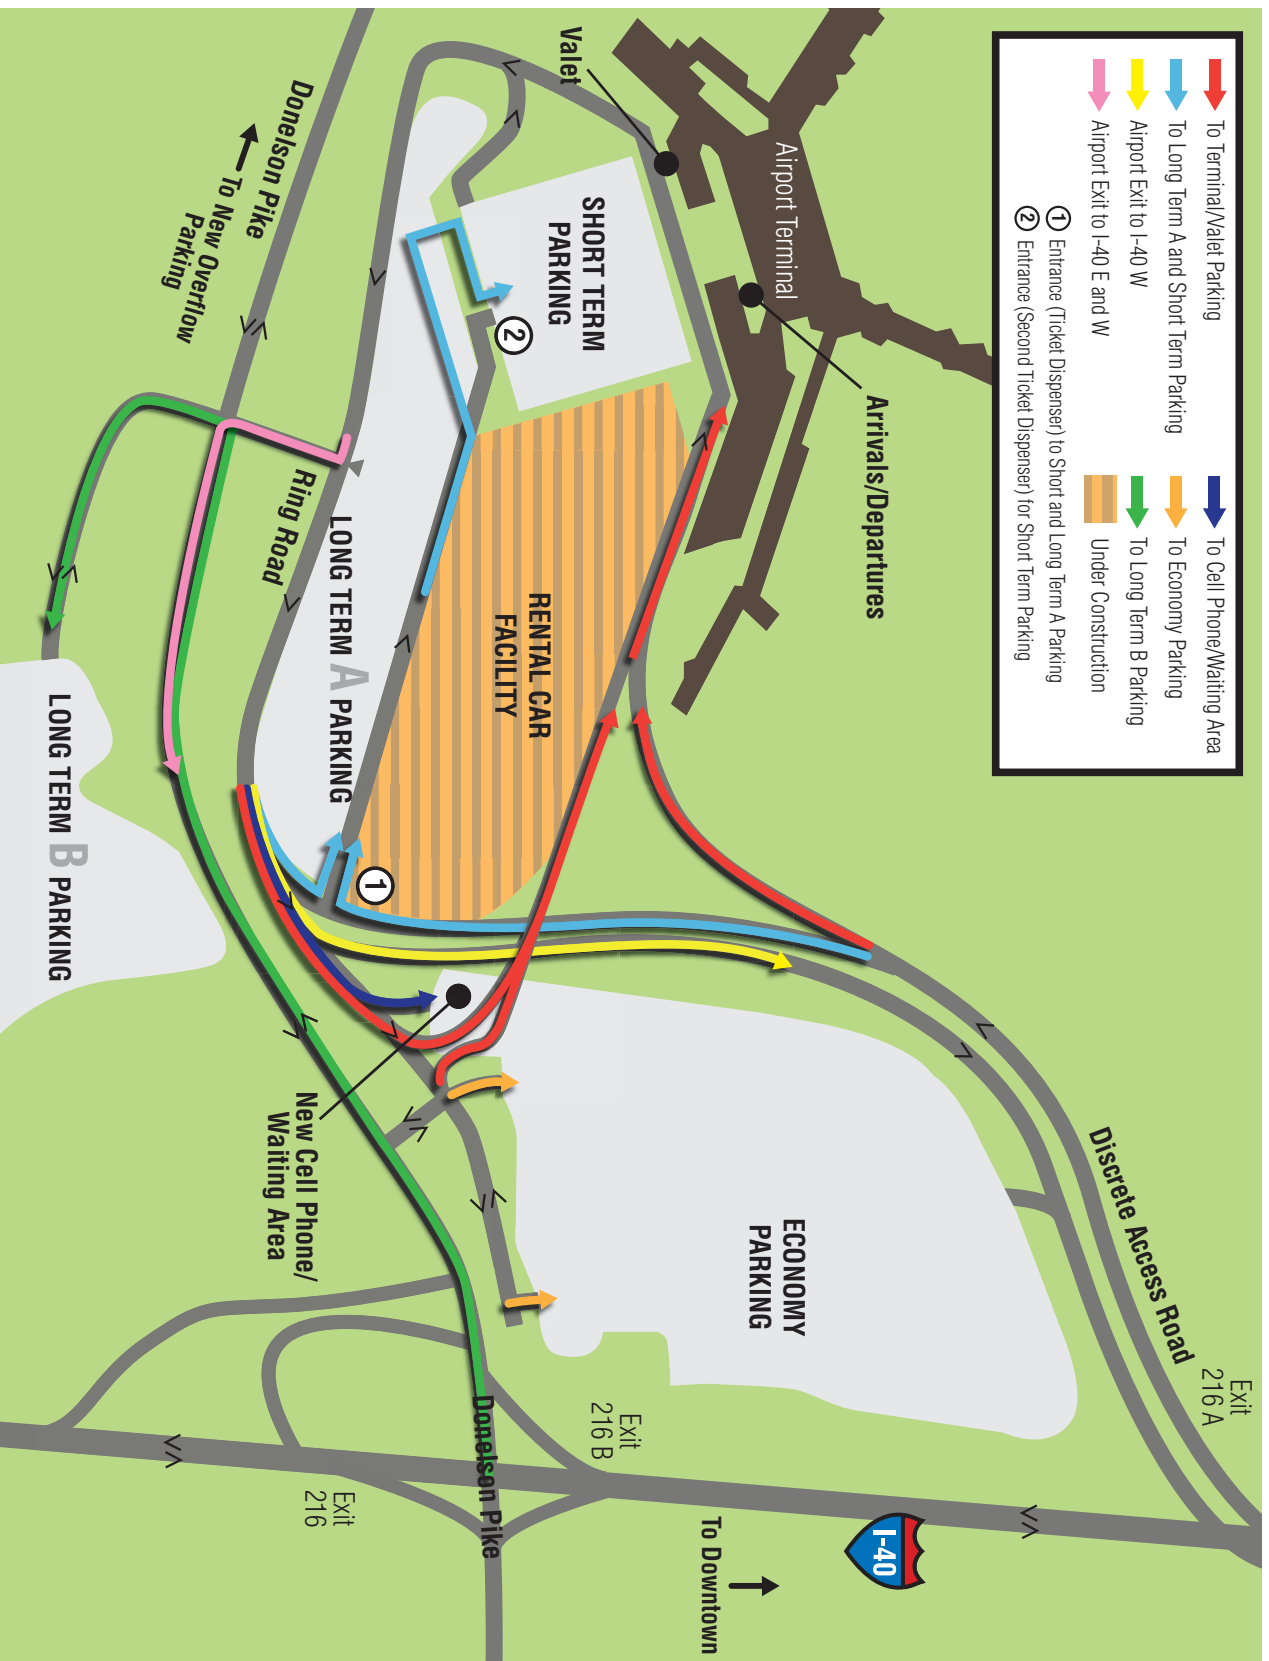 To Terminal/Valet Parking
To Long Term A and Short Term Parking
Airport Exit to I-40 W
Airport Exit to I-40 E and W
To Cell Phone/Waiting Area
To Economy Parking
To Long Term B Parking
Under Construction
1 Entrance (Ticket Dispenser) to Short and Long Term A Parking
2 Entrance (Second Ticket Dispenser) for Short Term Parking
Airport Terminal
Valet
Arrivals/Departures
SHORT TERM
PARKING
2
RENTAL CAR
FACILITY
LONG TERM A PARKING
1
Ring Road
Donelson Pike
To New Overflow
Parking
LONG TERM B PARKING
New Cell Phone/
Waiting Area
ECONOMY
PARKING
Discrete Access Road
Exit
216 A
Exit
216 B
Exit
216
Donelson Pike
I-40
To Downtown